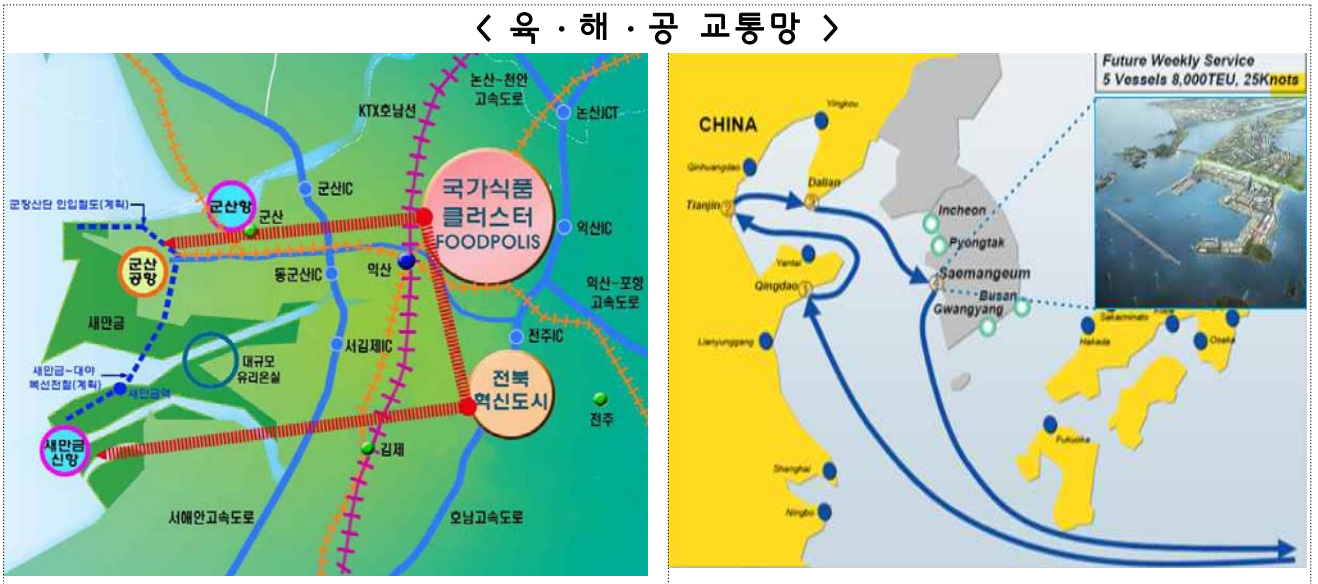 < 육 · 해 · 공 교통망 >
논산~천안
고속도로
KTX호남선
논산JCT
군산IC
국가식품
클러스터
FOODPOLIS
군장산단 인입철도(계획)
군산항
군산
익산IC
군산
공항
동군산IC
익산
익산~포항
고속도로
새만금
전주IC
서김제IC
대규모
유리온실
새만금~대야
복선전철(계획)
새만금역
전북
혁신도시
전주
새만금
신항
김제
서해안고속도로
호남고속도로
Future Weekly Service
5 Vessels 8,000TEU, 25Knots
CHINA
Yingkou
Qinhuangdao
Dalian
3
Tianjin
2
Incheon
Pyongtak
Yantai
Saemangeum
4
Qingdao
1
Busan
Gwangyang
Lianyungang
Sakaiminato
Hakada
Osaka
Fukuoka
Shanghai
Ningbo